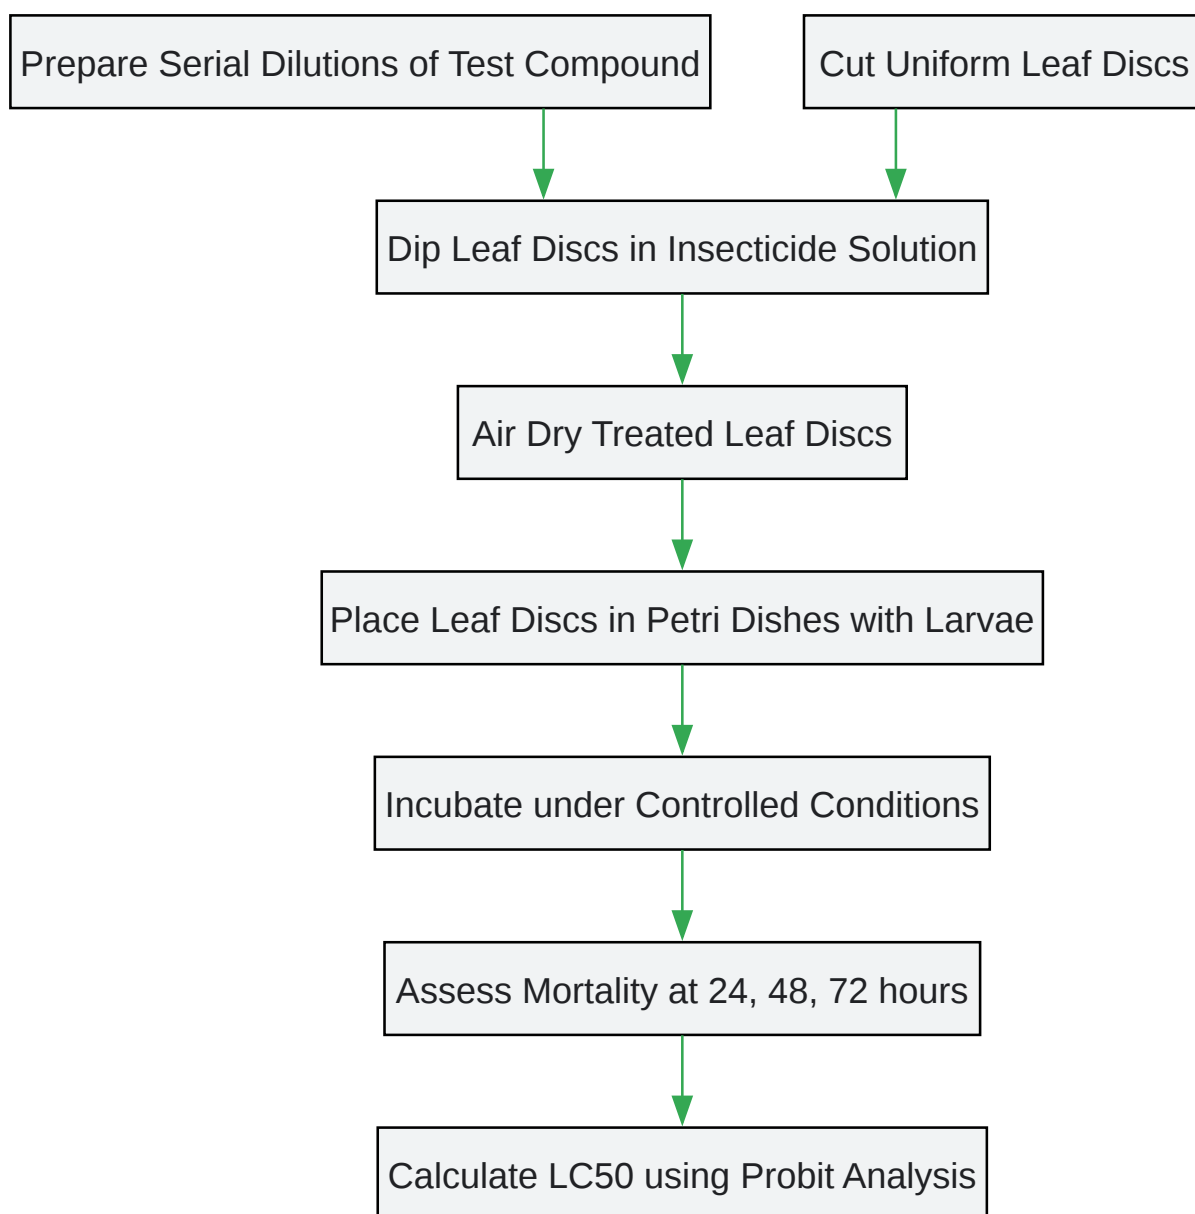 Prepare Serial Dilutions of Test Compound
Cut Uniform Leaf Discs
Dip Leaf Discs in Insecticide Solution
Air Dry Treated Leaf Discs
Place Leaf Discs in Petri Dishes with Larvae
Incubate under Controlled Conditions
Assess Mortality at 24, 48, 72 hours
Calculate LC50 using Probit Analysis